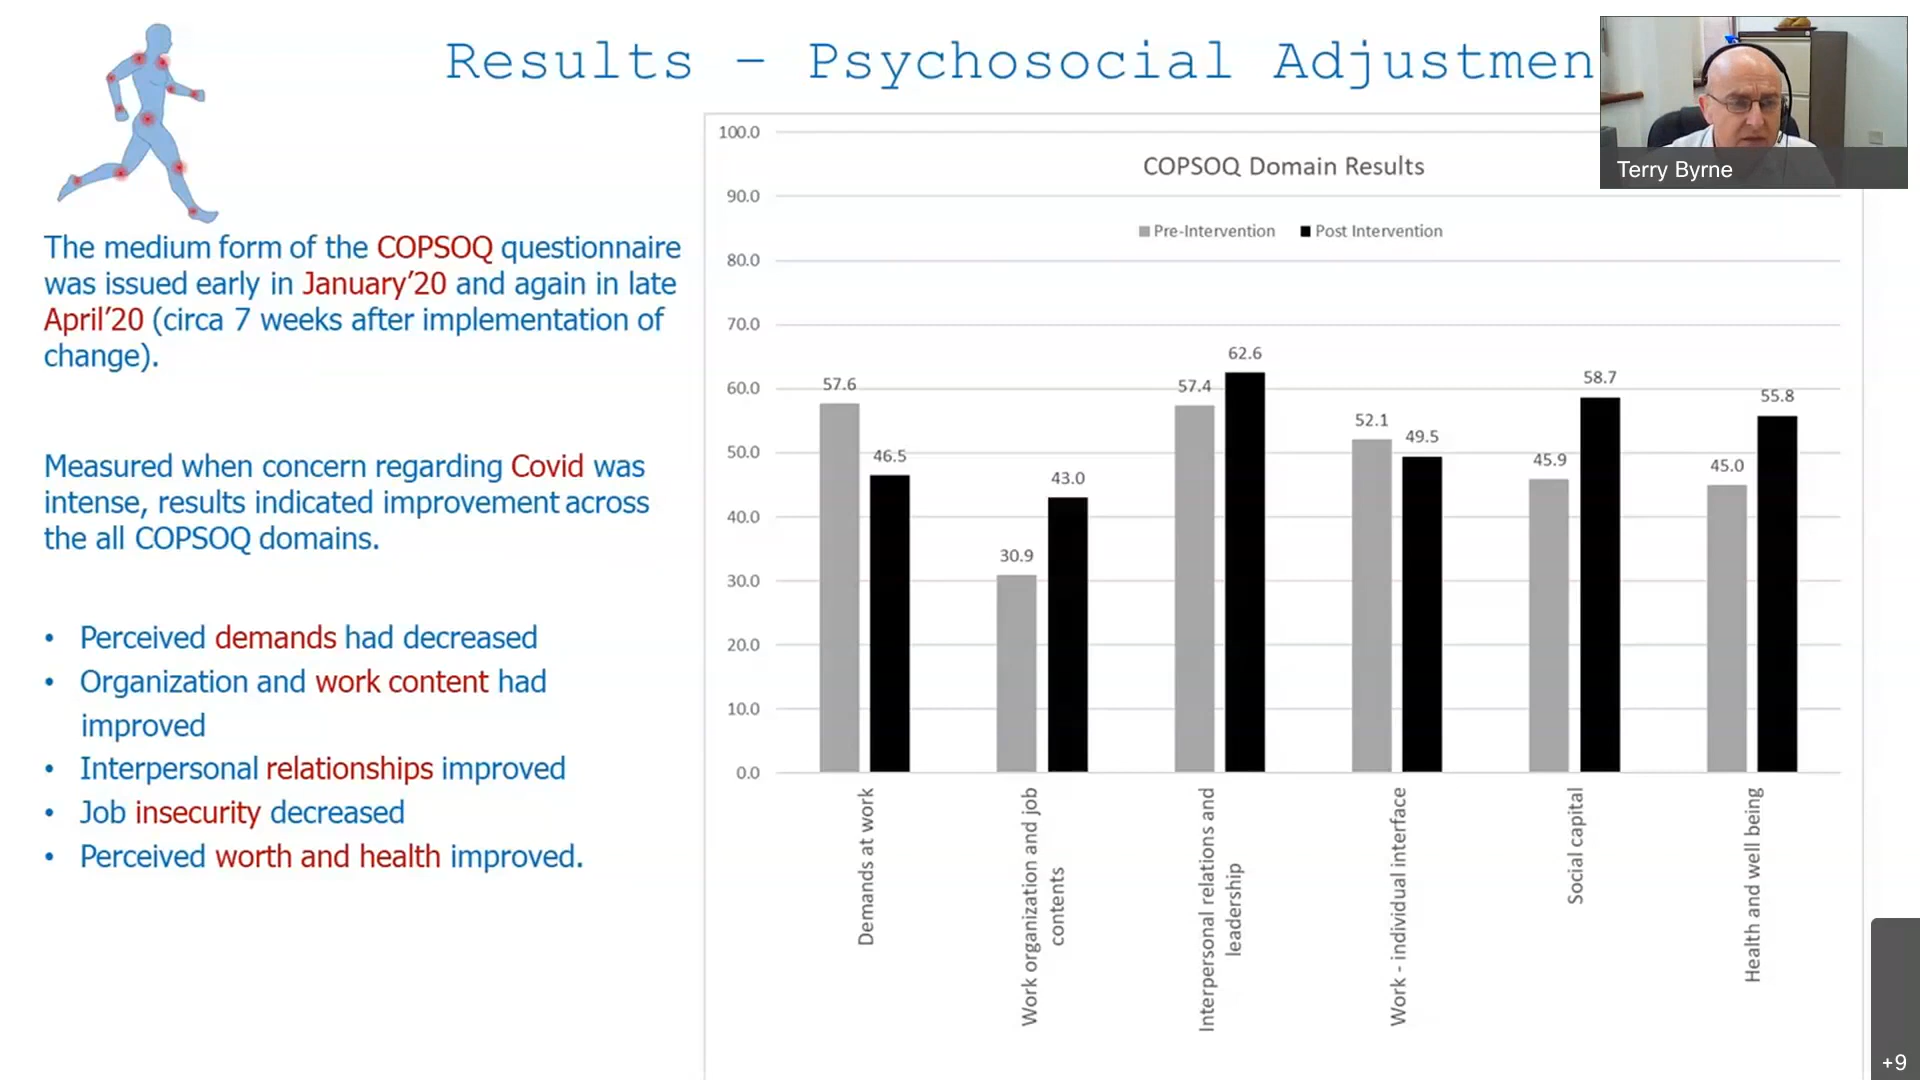 Results - Psychosocial Adjustmen
Terry Byrne
The medium form of the COPSOQ questionnaire
was issued early in January'20 and again in late
April'20 (circa 7 weeks after implementation of
change).
Measured when concern regarding Covid was
intense, results indicated improvement across
the all COPSOQ domains.
• Perceived demands had decreased
• Organization and work content had
improved
• Interpersonal relationships improved
• Job insecurity decreased
• Perceived worth and health improved.
COPSOQ Domain Results
Pre-Intervention Post Intervention
100.0
90.0
80.0
70.0
60.0
50.0
40.0
30.0
20.0
10.0
0.0
57.6
46.5
30.9
43.0
57.4
62.6
52.1
49.5
45.9
58.7
45.0
55.8
Demands at work
Work organization and job
contents
Interpersonal relations and
leadership
Work - individual interface
Social capital
Health and well being
+9